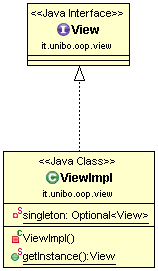 <<Java Interface>>
I View
it.unibo.oop.view
<<Java Class>>
C ViewImpl
it.unibo.oop.view
S singleton: Optional<View>
C ViewImpl()
S getInstance():View